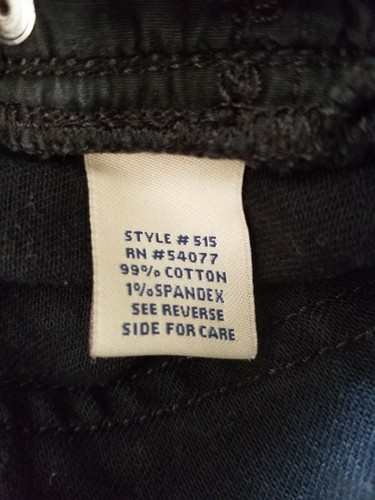 STYLE # 515
RN #54077
99% COTTON
1%SPANDEX
SEE REVERSE
SIDE FOR CARE